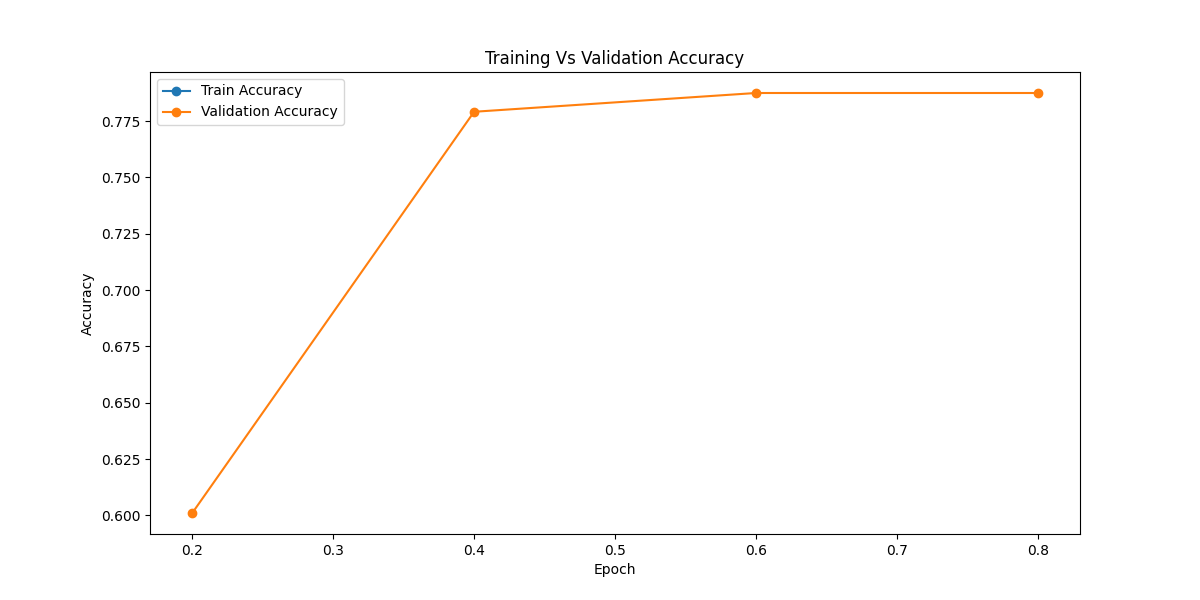 Training Vs Validation Accuracy
Train Accuracy
Validation Accuracy
0.775
0.750
0.725
0.700
0.675
0.650
0.625
0.600
Accuracy
0.2 0.3 0.4 0.5 0.6 0.7 0.8
Epoch